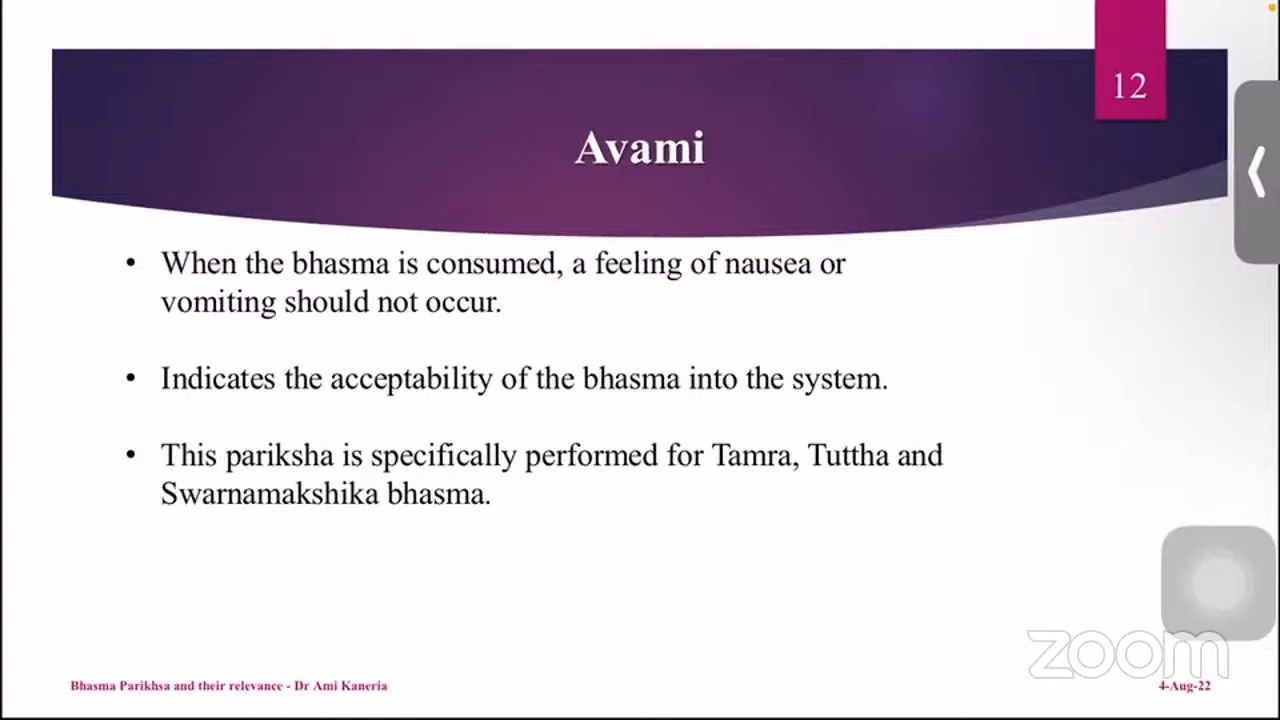 12
Avami
• When the bhasma is consumed, a feeling of nausea or
vomiting should not occur.
• Indicates the acceptability of the bhasma into the system.
• This pariksha is specifically performed for Tamra, Tuttha and
Swarnamakshika bhasma.
zoom
Bhasma Parikhsa and their relevance - Dr Ami Kaneria
4-Aug-22